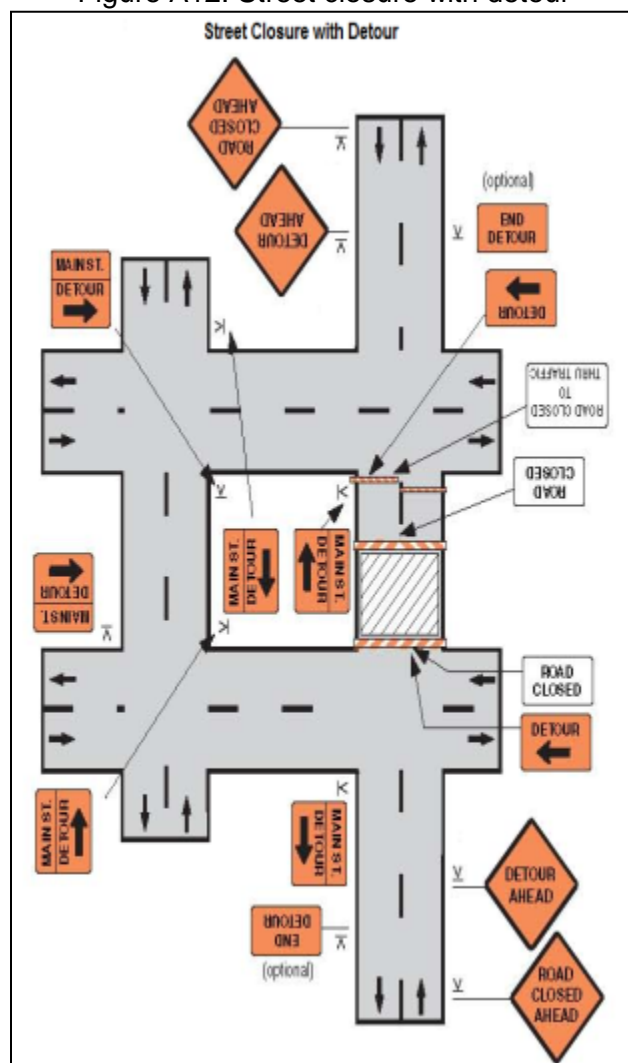 Figure A12. Street closure with detour
Street Closure with Detour
ROAD
CLOSED
AHEAD
DETOUR
AHEAD
(optional)
END
DETOUR
MAIN ST.
DETOUR
DETOUR
ROAD CLOSED
TO
THRU TRAFFIC
ROAD
CLOSED
MAIN ST.
DETOUR
MAIN ST.
DETOUR
MAIN ST.
DETOUR
ROAD
CLOSED
DETOUR
MAIN ST.
DETOUR
MAIN ST.
DETOUR
DETOUR
AHEAD
END
DETOUR
(optional)
ROAD
CLOSED
AHEAD